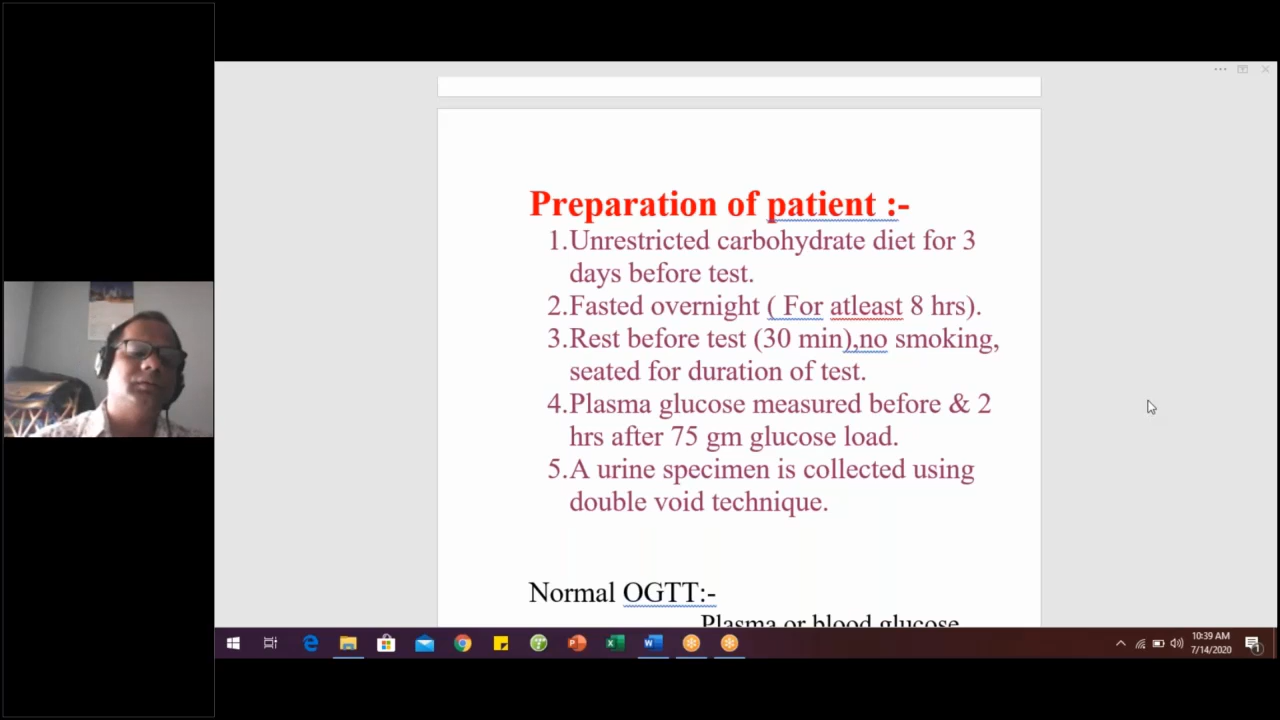 Preparation of patient :-
1.Unrestricted carbohydrate diet for 3
days before test.
2.Fasted overnight ( For atleast 8 hrs).
3.Rest before test (30 min),no smoking,
seated for duration of test.
4.Plasma glucose measured before & 2
hrs after 75 gm glucose load.
5.A urine specimen is collected using
double void technique.
Normal OGTT:-
Plasma or blood glucose
10:39 AM
7/14/2020